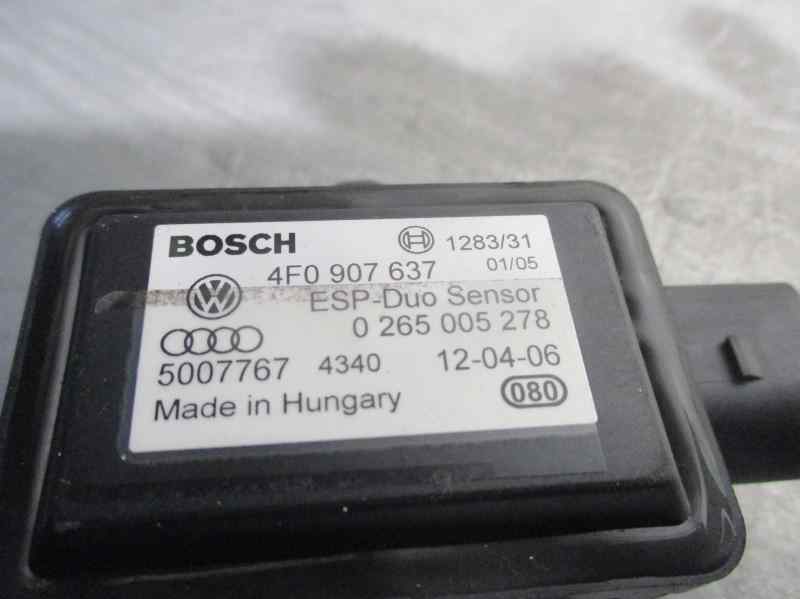 BOSCH 1283/31
4F0 907 637 01/05
ESP-Duo Sensor
0 265 005 278
5007767 4340 12-04-06
Made in Hungary 080